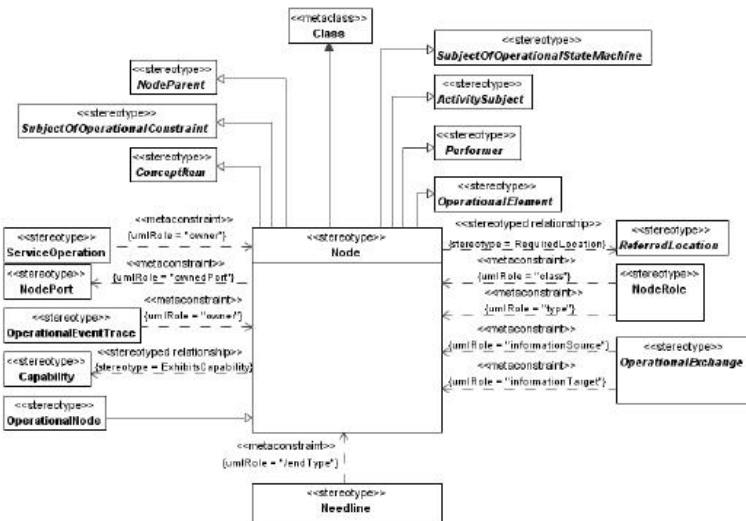 <<metaclass>>
Class
<<stereotype>>
SubjectOfOperationalStateMachine
<<stereotype>>
NodeParent
<<stereotype>>
ActivitySubject
<<stereotype>>
SubjectOfOperationalConstraint
<<stereotype>>
Performer
<<stereotype>>
ConceptItem
<<stereotype>>
OperationalElement
<<stereotype>>
Node
<<stereotype>>
ServiceOperation
<<metaconstraint>>
{umlRole = "owner"}
<<stereotype>>
NodePort
<<metaconstraint>>
{umlRole = "ownedPort"}
<<stereotype>>
OperationalEventTrace
<<metaconstraint>>
{umlRole = "owner"}
<<stereotype>>
Capability
<<stereotyped relationship>>
{stereotype = ExhibitsCapability}
<<stereotype>>
OperationalNode
<<stereotyped relationship>>
{stereotype = RequiredLocation}
<<stereotype>>
ReferredLocation
<<metaconstraint>>
{umlRole = "class"}
<<metaconstraint>>
{umlRole = "type"}
<<stereotype>>
NodeRole
<<metaconstraint>>
{umlRole = "informationSource"}
<<metaconstraint>>
{umlRole = "informationTarget"}
<<stereotype>>
OperationalExchange
<<metaconstraint>>
{umlRole = "/endType"}
<<stereotype>>
Needline